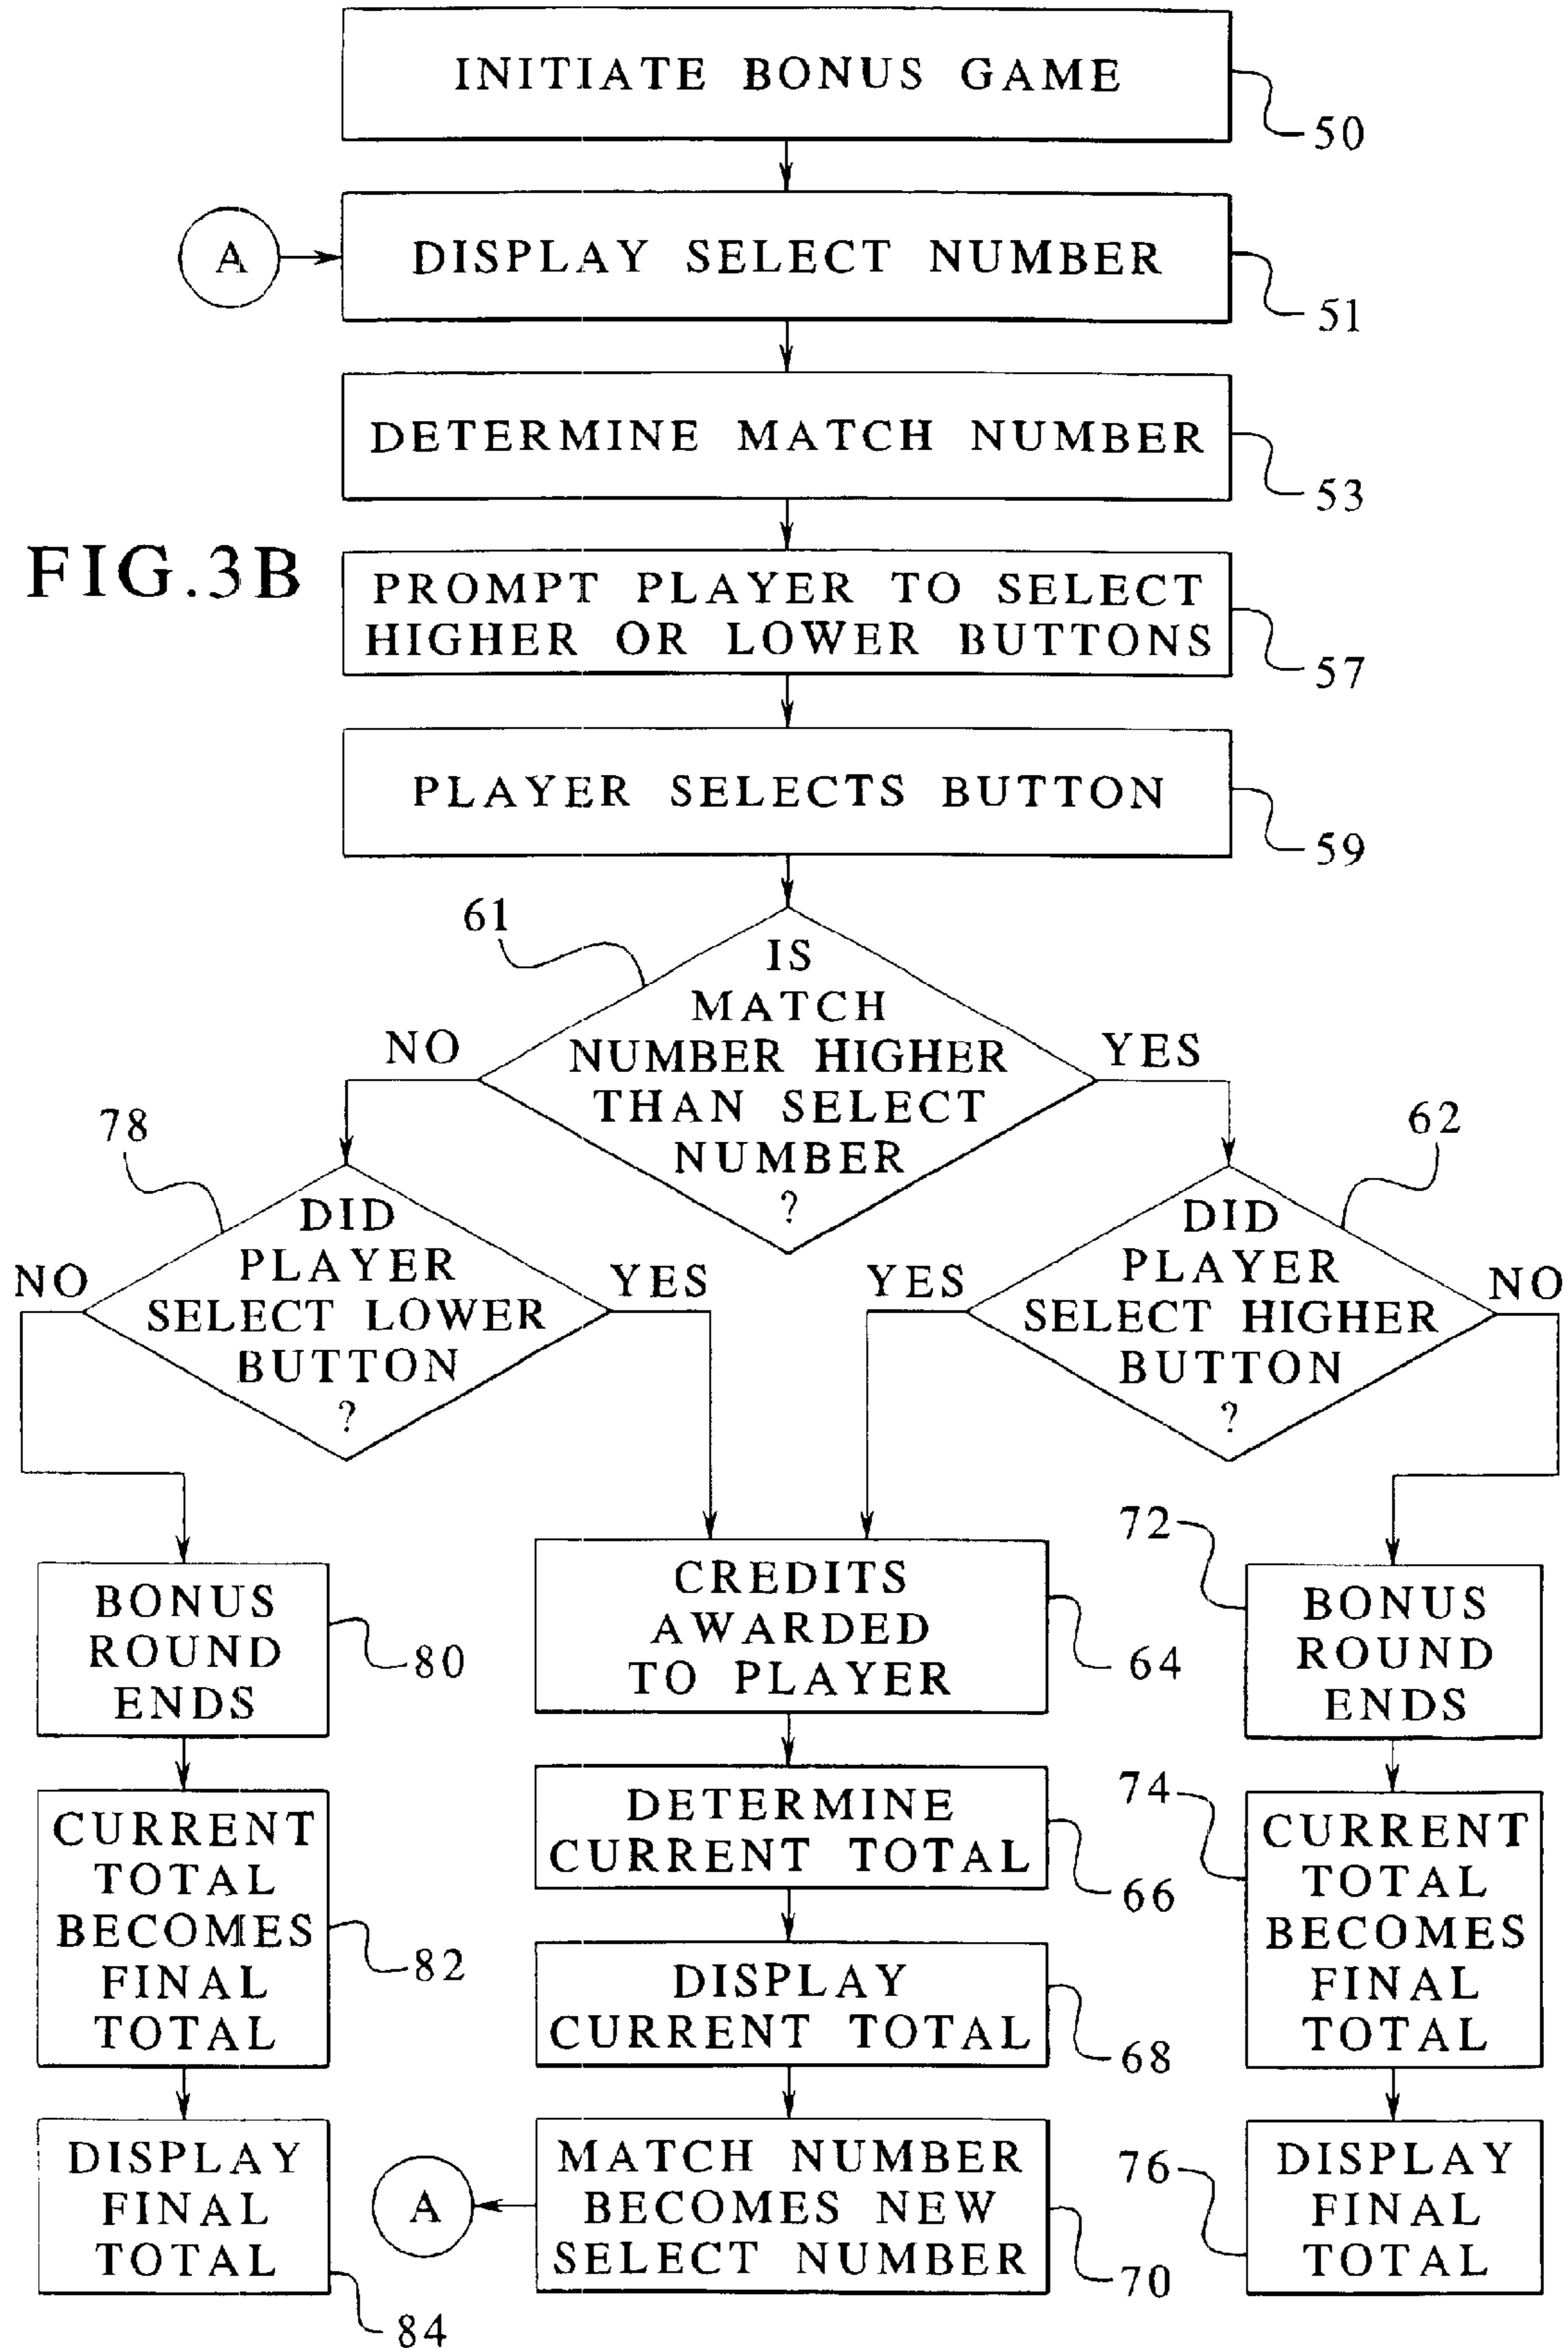 INITIATE BONUS GAME
50
A
DISPLAY SELECT NUMBER
51
DETERMINE MATCH NUMBER
53
FIG.3B
PROMPT PLAYER TO SELECT
HIGHER OR LOWER BUTTONS
57
PLAYER SELECTS BUTTON
59
61
IS
MATCH
NUMBER HIGHER
THAN SELECT
NUMBER
?
NO
YES
78
DID
PLAYER
SELECT LOWER
BUTTON
?
NO
YES
62
DID
PLAYER
SELECT HIGHER
BUTTON
?
YES
NO
BONUS
ROUND
ENDS
80
CURRENT
TOTAL
BECOMES
FINAL
TOTAL
82
DISPLAY
FINAL
TOTAL
84
CREDITS
AWARDED
TO PLAYER
64
DETERMINE
CURRENT TOTAL
66
DISPLAY
CURRENT TOTAL
68
MATCH NUMBER
BECOMES NEW
SELECT NUMBER
70
A
72
BONUS
ROUND
ENDS
74
CURRENT
TOTAL
BECOMES
FINAL
TOTAL
76
DISPLAY
FINAL
TOTAL